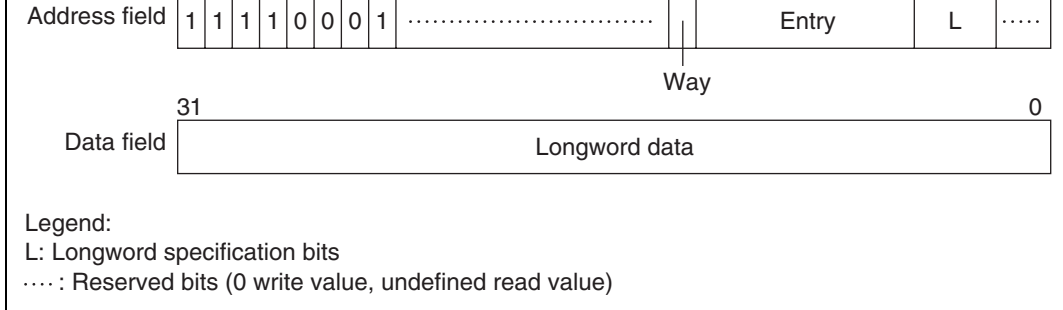 Address field 1 1 1 1 0 0 0 1 ............................ Entry L .....
Way
31 0
Data field Longword data
Legend:
L: Longword specification bits
.... : Reserved bits (0 write value, undefined read value)